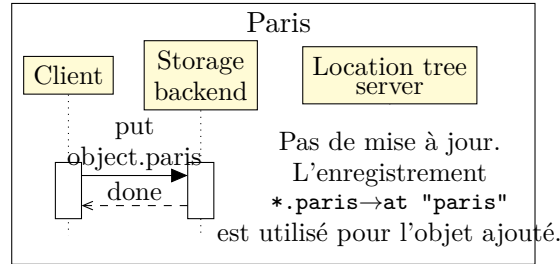 Paris
Client
Storage
backend
Location tree
server
put
object.paris
done
Pas de mise à jour.
L'enregistrement
*.paris→at "paris"
est utilisé pour l'objet ajouté.